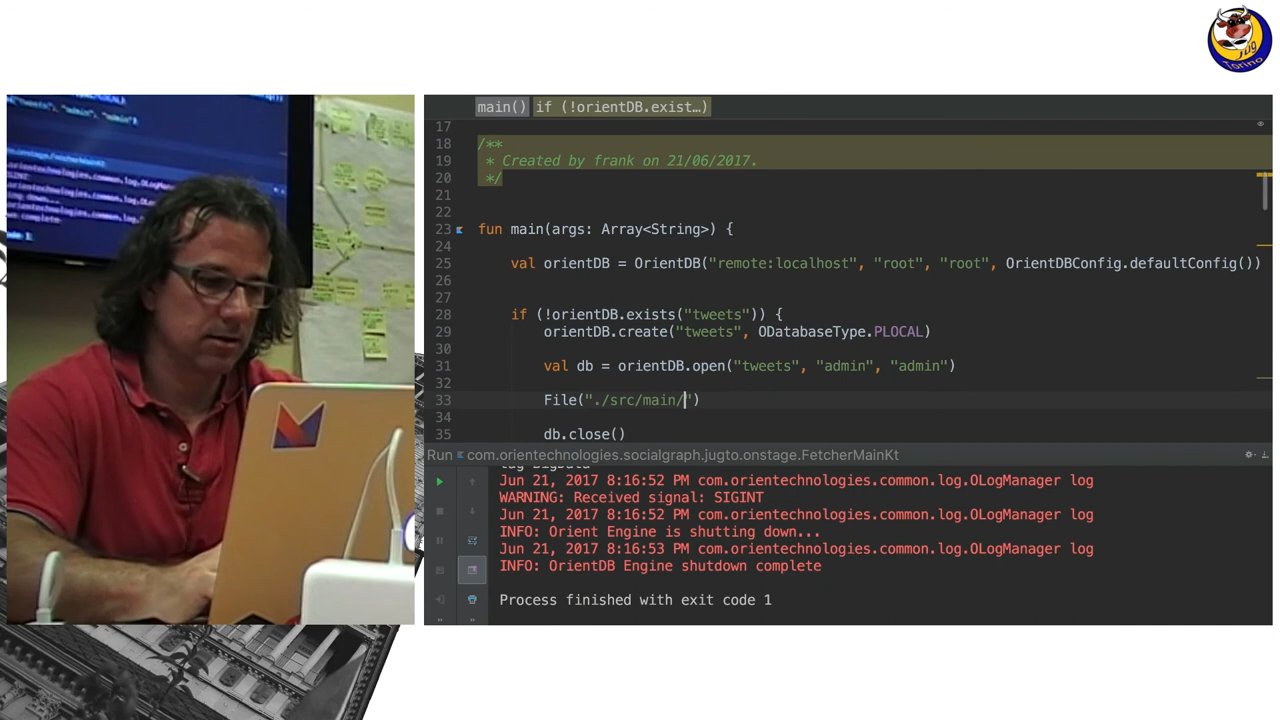 jug
Torino
main() if (!orientDB.exist…)
17
18 /**
19 * Created by frank on 21/06/2017.
20 */
21
22
23 fun main(args: Array<String>) {
24
25 val orientDB = OrientDB("remote:localhost", "root", "root", OrientDBConfig.defaultConfig())
26
27
28 if (!orientDB.exists("tweets")) {
29 orientDB.create("tweets", ODatabaseType.PLOCAL)
30
31 val db = orientDB.open("tweets", "admin", "admin")
32
33 File("./src/main/")
34
35 db.close()
Run com.orientechnologies.socialgraph.jugto.onstage.FetcherMainKt
Jun 21, 2017 8:16:52 PM com.orientechnologies.common.log.OLogManager log
WARNING: Received signal: SIGINT
Jun 21, 2017 8:16:52 PM com.orientechnologies.common.log.OLogManager log
INFO: Orient Engine is shutting down...
Jun 21, 2017 8:16:53 PM com.orientechnologies.common.log.OLogManager log
INFO: OrientDB Engine shutdown complete
Process finished with exit code 1